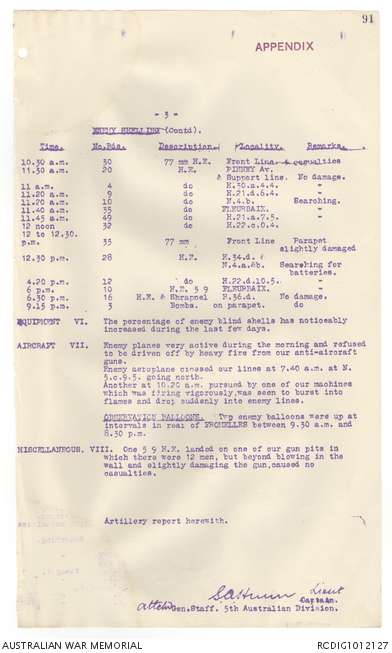 91
APPENDIX
- 3 -
ENEMY SHELLING (Contd).
Time. No.Rds. Description. Locality. Remarks.
10.30 a.m. 30 77 mm H.E. Front Line. 4 casualties
11.30 a.m. 20 H.E. PINNEY Av.
& Support line. No damage.
11 a.m. 4 do H.30.a.4.4. "
11.20 a.m. 9 do H.21.d.6.4. "
11.20 a.m. 10 do N.4.b. Searching.
11.40 a.m. 35 do FLEURBAIX. "
11.45 a.m. 49 do H.21.a.7.5. "
12 noon 32 do H.22.c.0.4. "
12 to 12.30.
p.m. 35 77 mm Front Line Parapet
slightly damaged
12.30 p.m. 28 H.E H.34.d. &
N.4.a.&b. Searching for
batteries.
4.20 p.m. 12 do H.22.d.10.5. "
6 p.m. 10 H.E. 5 9 FLEURBAIX. "
6.30 p.m. 16 H.E. & Shrapnel H.36.d. No damage.
9.15 p.m. 3 Bombs. on parapet. do
EQUIPMENT VI. The percentage of enemy blind shells has noticeably
increased during the last few days.
AIRCRAFT VII. Enemy planes very active during the morning and refused
to be driven off by heavy fire from our anti-aircraft
guns.
Enemy aeroplane crossed our lines at 7.40 a.m. at N.
5.c.9.5. going north.
Another at 10.20 a.m. pursued by one of our machines
which was firing vigorously, was seen to burst into
flames and drop suddenly into enemy lines.
OBSERVATION BALLOONS. Two enemy balloons were up at
intervals in rear of FROMELLES between 9.30 a.m. and
8.30 p.m.
MISCELLANEOUS. VIII. One 5 9 H.E. landed on one of our gun pits in
which there were 12 men, but beyond blowing in the
wall and slightly damaging the gun, caused no
casualties.
Artillery report herewith.
Lieut
Captain.
attchd Gen.Staff. 5th Australian Division.
AUSTRALIAN WAR MEMORIAL RCDIG1012127